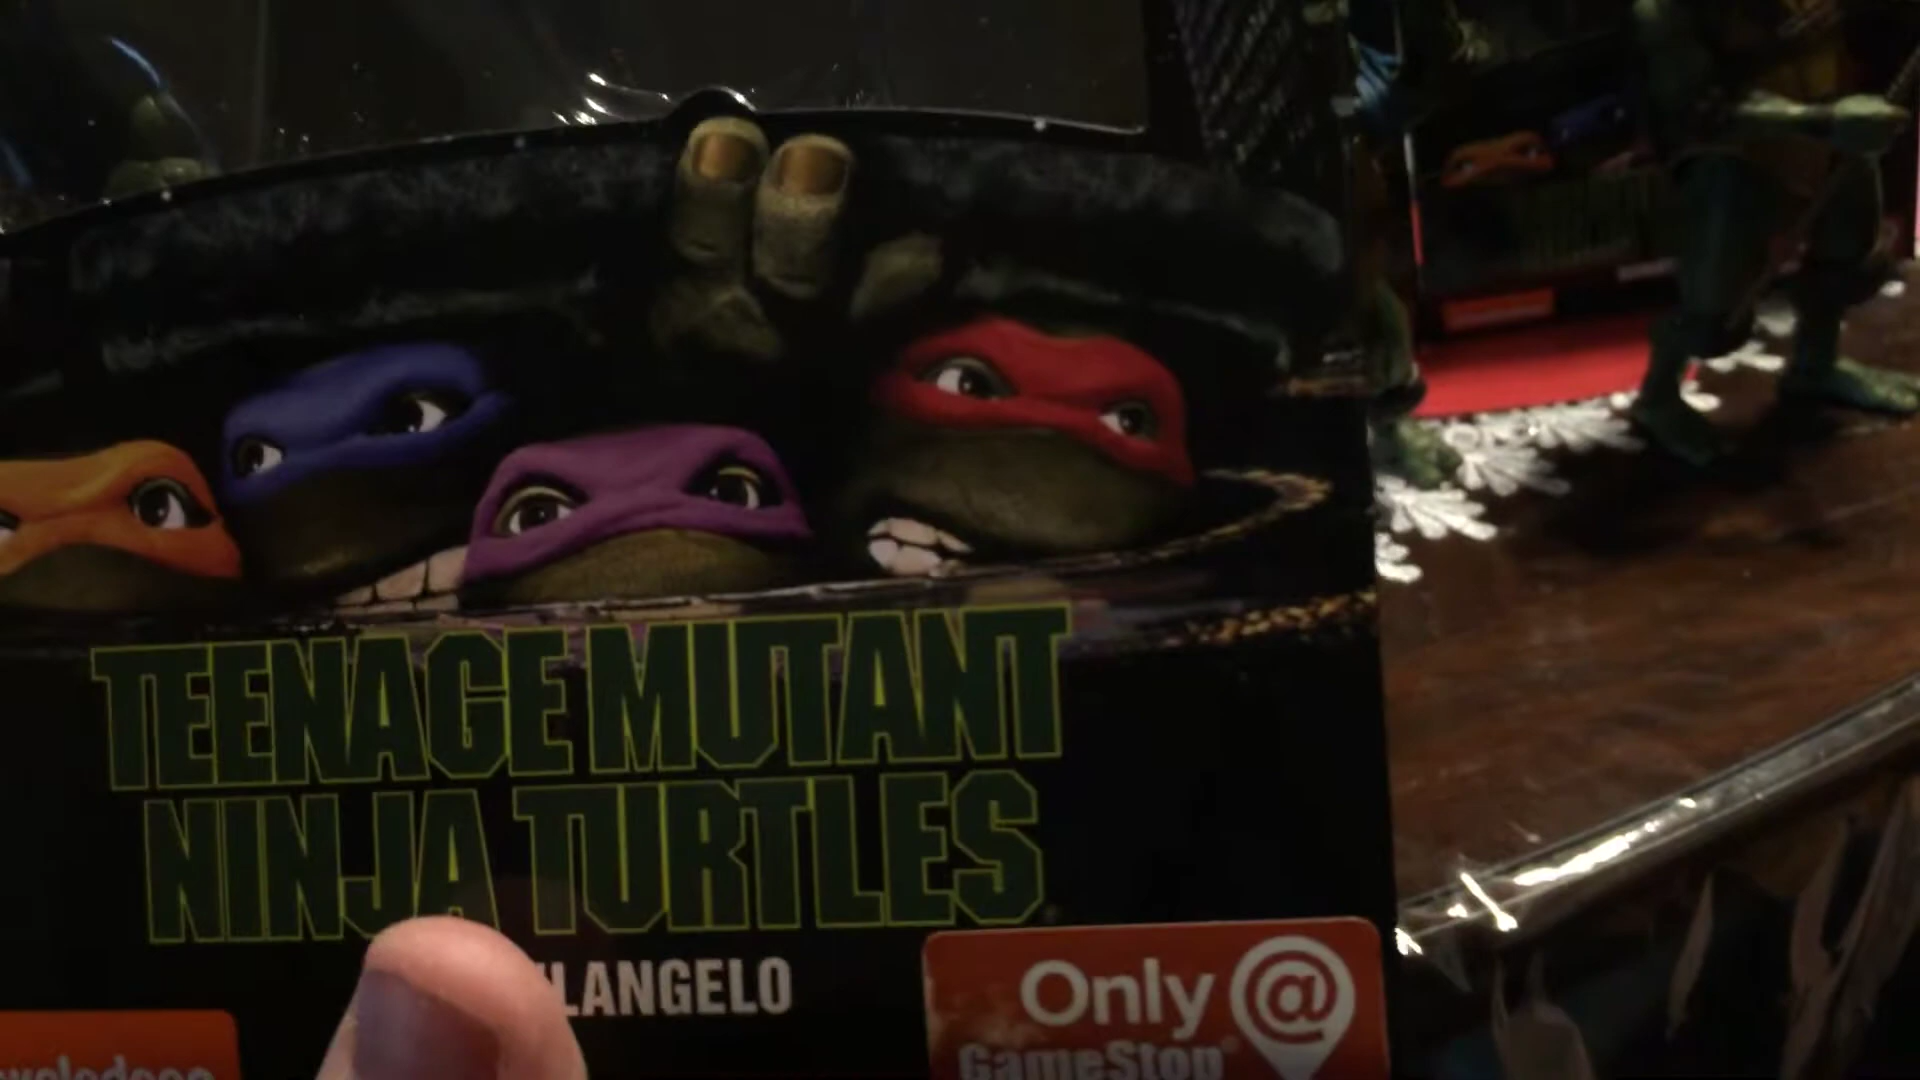 TEENAGE MUTANT
NINJA TURTLES
LANGELO
Only @
GameStop